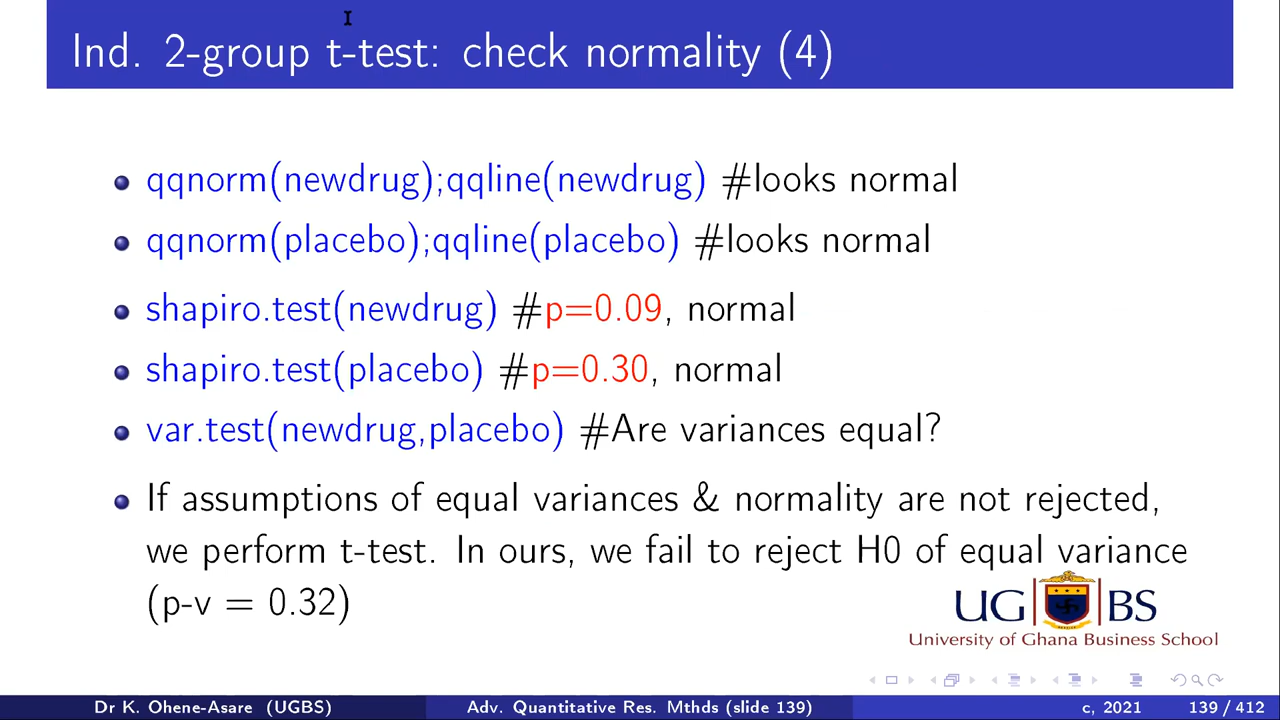 Ind. 2-group t-test: check normality (4)
qqnorm(newdrug);qqline(newdrug) #looks normal
qqnorm(placebo);qqline(placebo) #looks normal
shapiro.test(newdrug) #p=0.09, normal
shapiro.test(placebo) #p=0.30, normal
var.test(newdrug,placebo) #Are variances equal?
If assumptions of equal variances & normality are not rejected,
we perform t-test. In ours, we fail to reject H0 of equal variance
(p-v = 0.32)
UG BS
University of Ghana Business School
Dr K. Ohene-Asare (UGBS) Adv. Quantitative Res. Mthds (slide 139) c, 2021 139 / 412